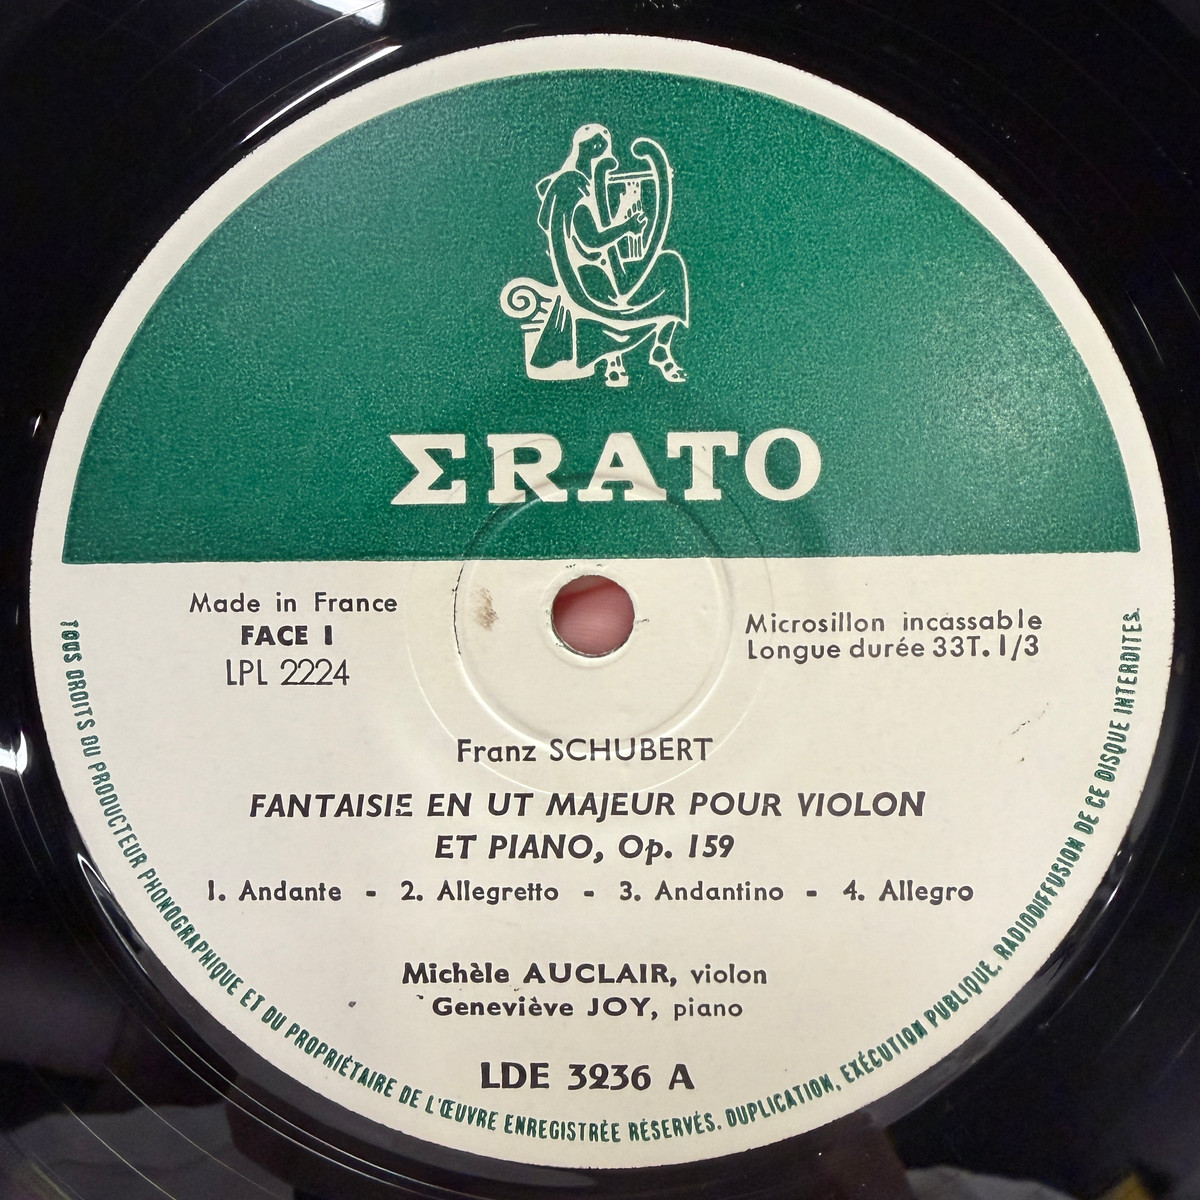 ΣRATO
Made in France
FACE 1
LPL 2224
Microsillon incassable
Longue durée 33T. 1/3
Franz SCHUBERT
FANTAISIE EN UT MAJEUR POUR VIOLON
ET PIANO, Op. 159
1. Andante - 2. Allegretto - 3. Andantino - 4. Allegro
Michèle AUCLAIR, violon
Geneviève JOY, piano
LDE 3236 A
TOUS DROITS DU PRODUCTEUR PHONOGRAPHIQUE ET DU PROPRIÉTAIRE DE L'ŒUVRE ENREGISTRÉE RÉSERVÉS. DUPLICATION, EXÉCUTION PUBLIQUE, RADIODIFFUSION DE CE DISQUE INTERDITES.